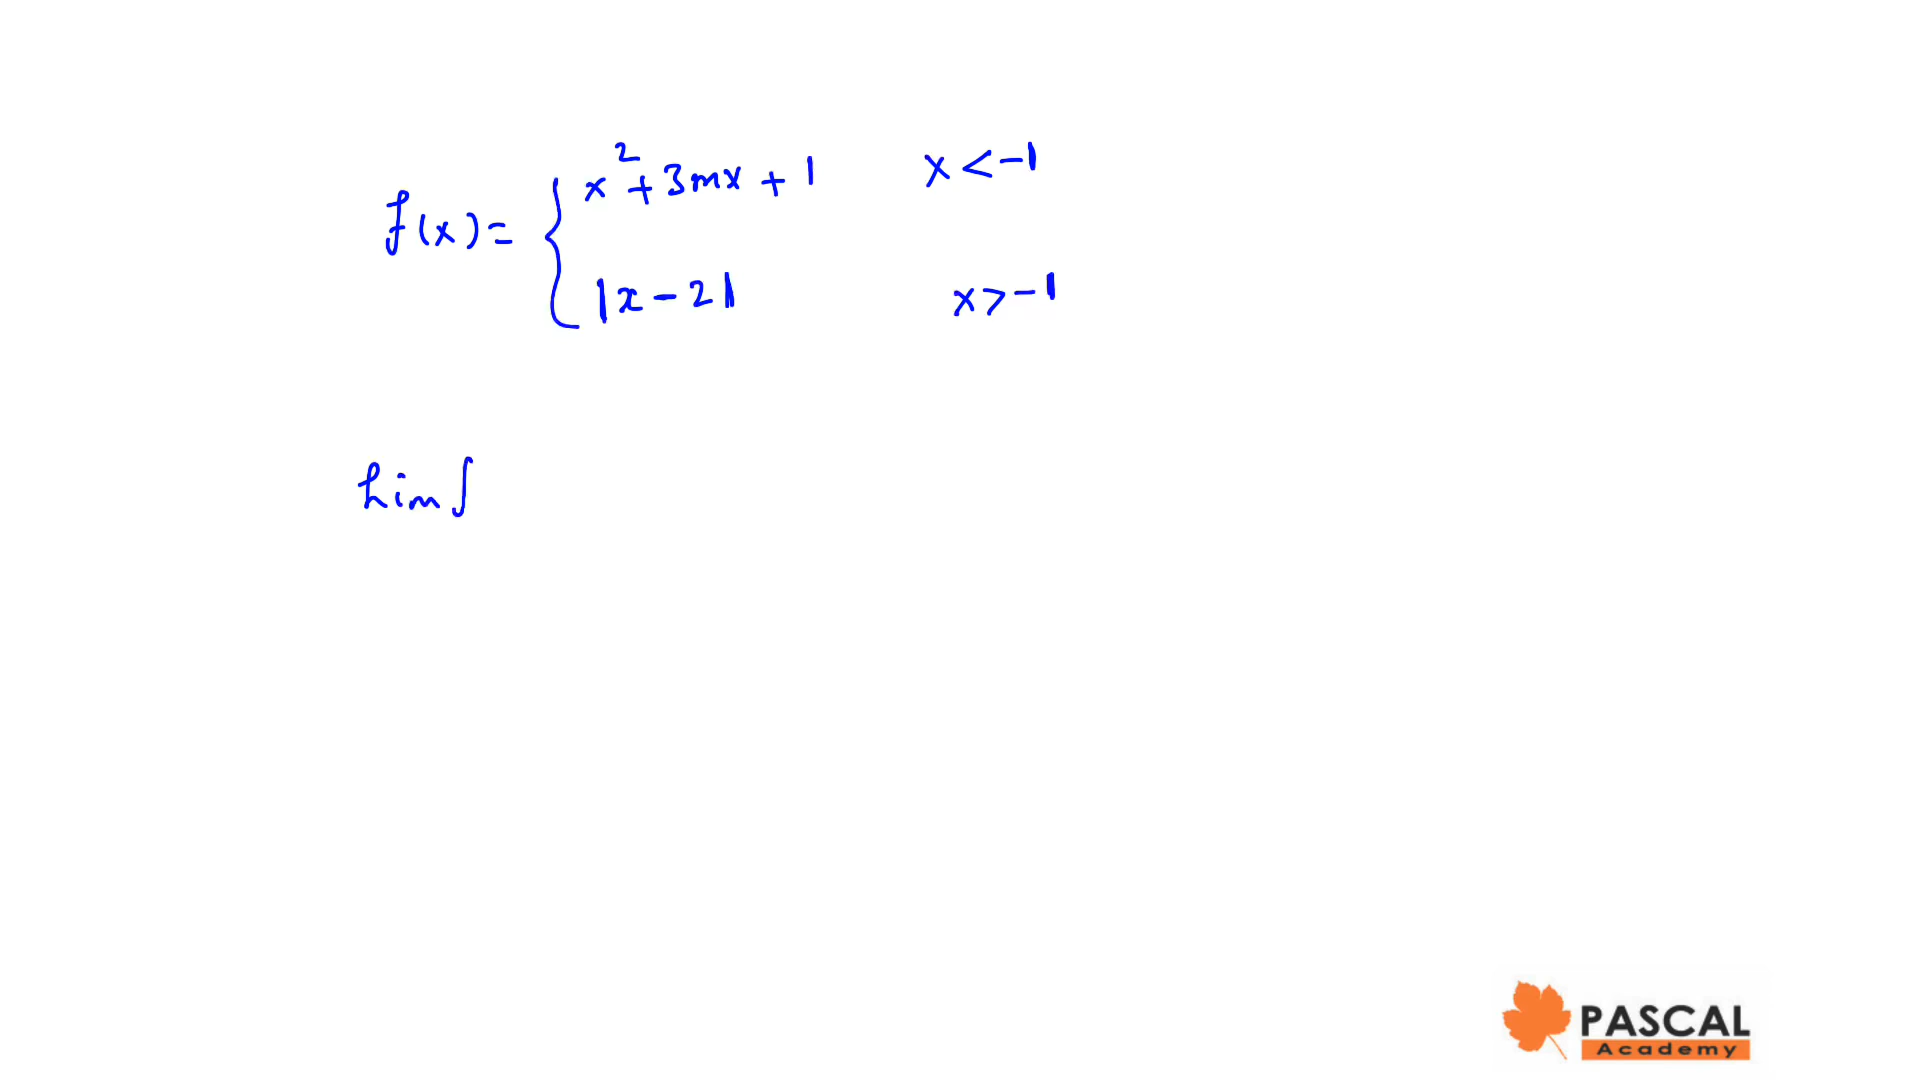 f(x) = { x² + 3mx + 1    x < -1
|x - 2|    x > -1
lim f
PASCAL
Academy